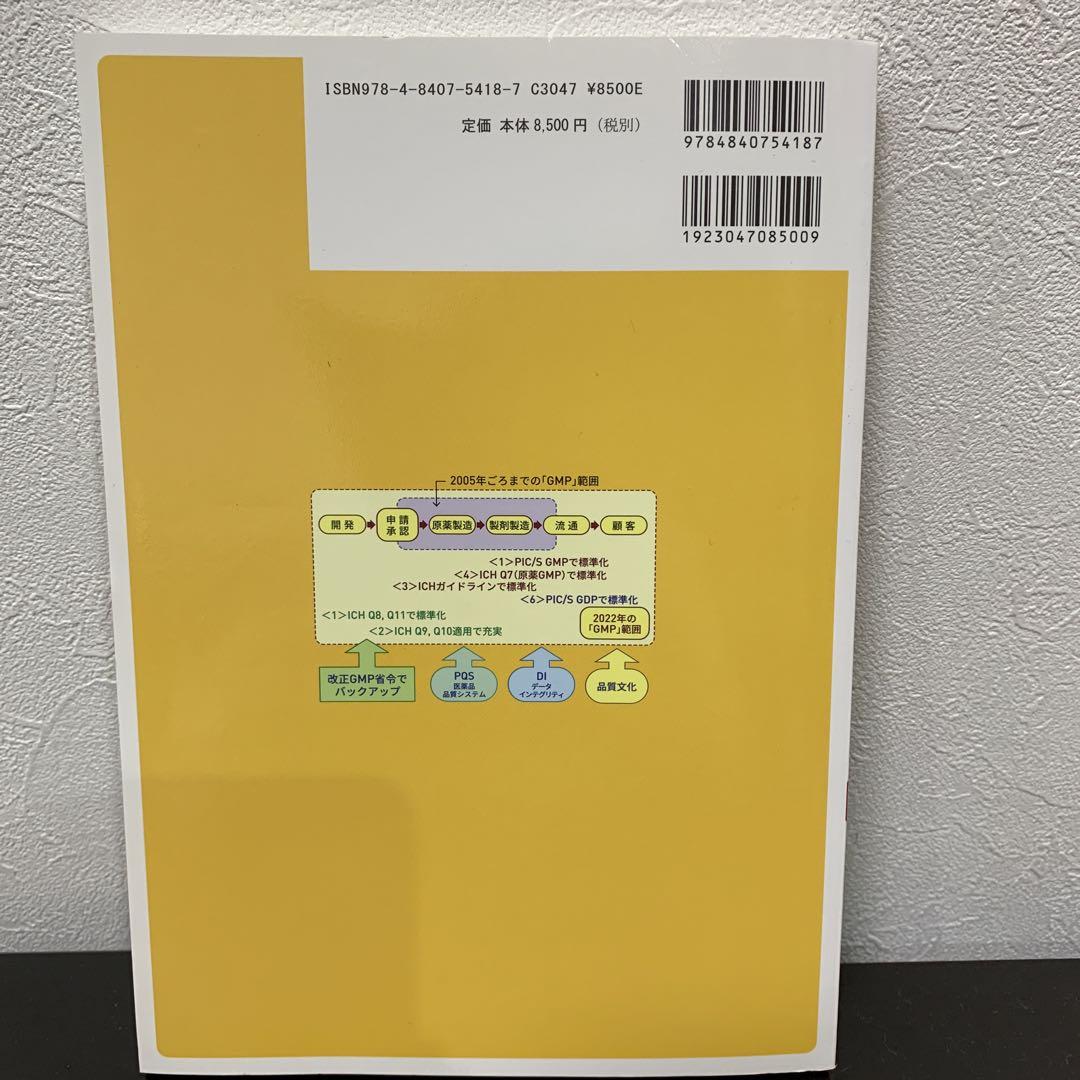 ISBN978-4-8407-5418-7 C3047 ¥8500E
定価 本体8,500円（税別）
9784840754187
1923047085009
2005年ごろまでの「GMP」範囲
開発
申請
承認
原薬製造
製剤製造
流通
顧客
<1>PIC/S GMPで標準化
<4>ICH Q7（原薬GMP）で標準化
<3>ICHガイドラインで標準化
<6>PIC/S GDPで標準化
<1>ICH Q8, Q11で標準化
<2>ICH Q9, Q10適用で充実
2022年の
「GMP」範囲
改正GMP省令で
バックアップ
PQS
医薬品
品質システム
DI
データ
インテグリティ
品質文化